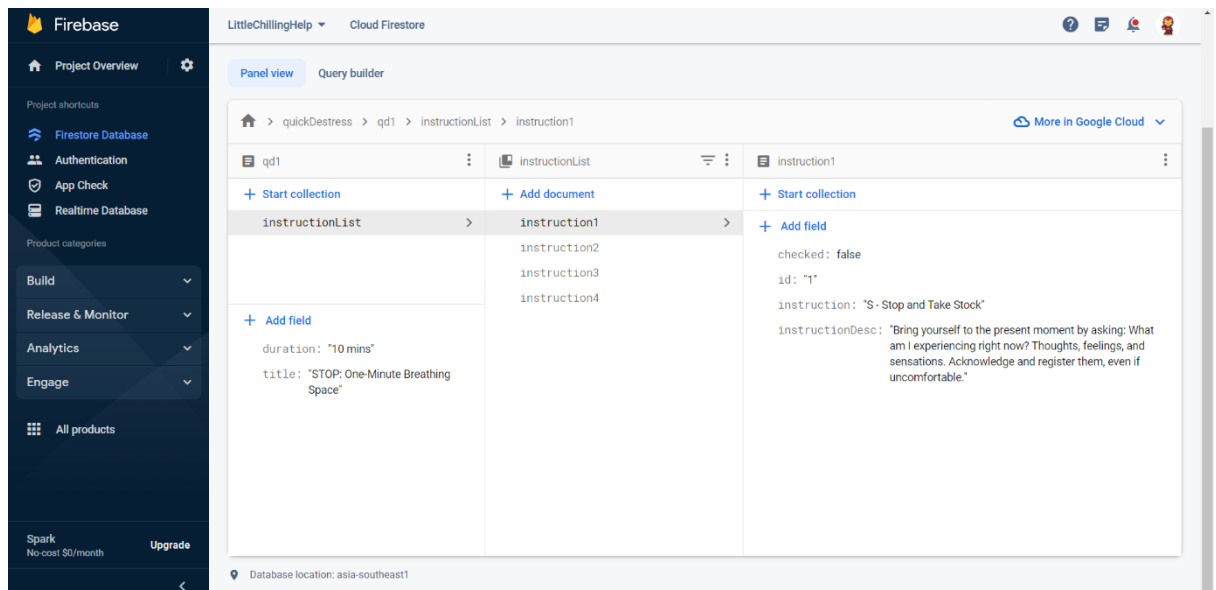 Firebase
LittleChillingHelp
Cloud Firestore
Project Overview
Project shortcuts
Firestore Database
Authentication
App Check
Realtime Database
Product categories
Build
Release & Monitor
Analytics
Engage
All products
Spark
No-cost $0/month
Upgrade
Panel view
Query builder
> quickDestress > qd1 > instructionList > instruction1
More in Google Cloud
qd1
+ Start collection
instructionList
+ Add field
duration: "10 mins"
title: "STOP: One-Minute Breathing
Space"
instructionList
+ Add document
instruction1
instruction2
instruction3
instruction4
instruction1
+ Start collection
+ Add field
checked: false
id: "1"
instruction: "S - Stop and Take Stock"
instructionDesc: "Bring yourself to the present moment by asking: What
am I experiencing right now? Thoughts, feelings, and
sensations. Acknowledge and register them, even if
uncomfortable."
Database location: asia-southeast1